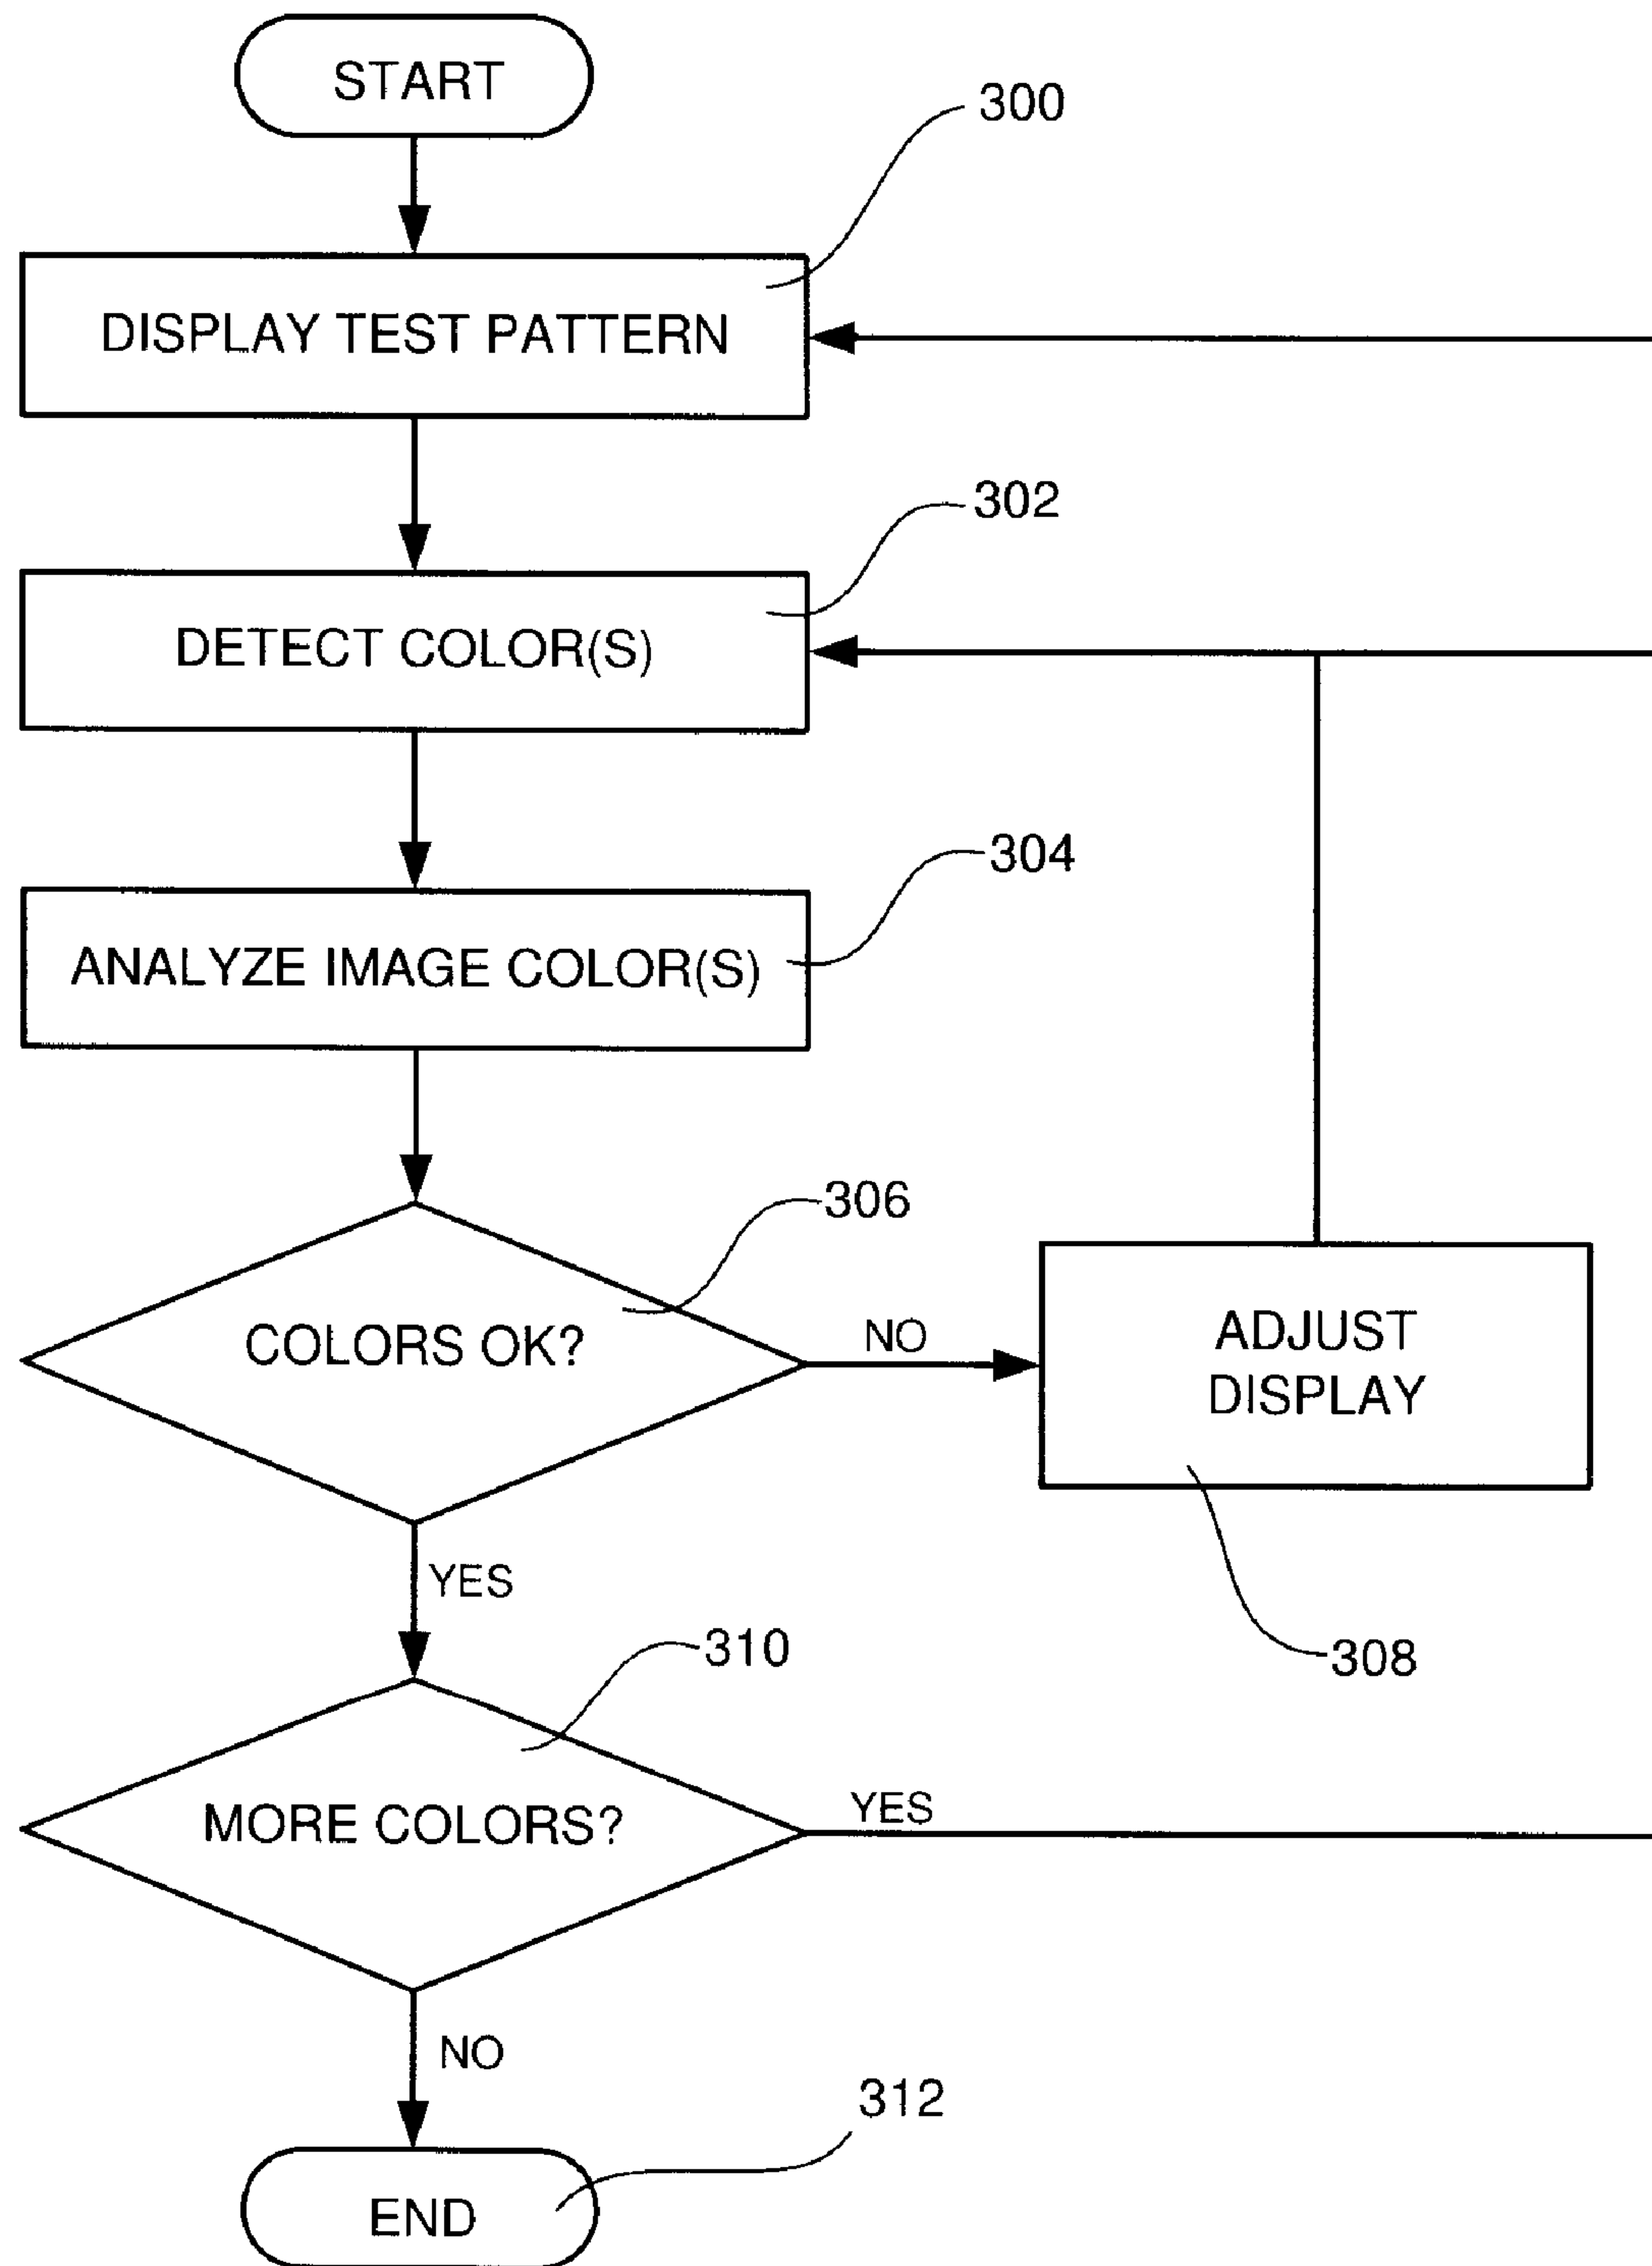 START
300
DISPLAY TEST PATTERN
302
DETECT COLOR(S)
304
ANALYZE IMAGE COLOR(S)
306
COLORS OK?
NO
ADJUST
DISPLAY
YES
310
308
MORE COLORS?
YES
NO
312
END